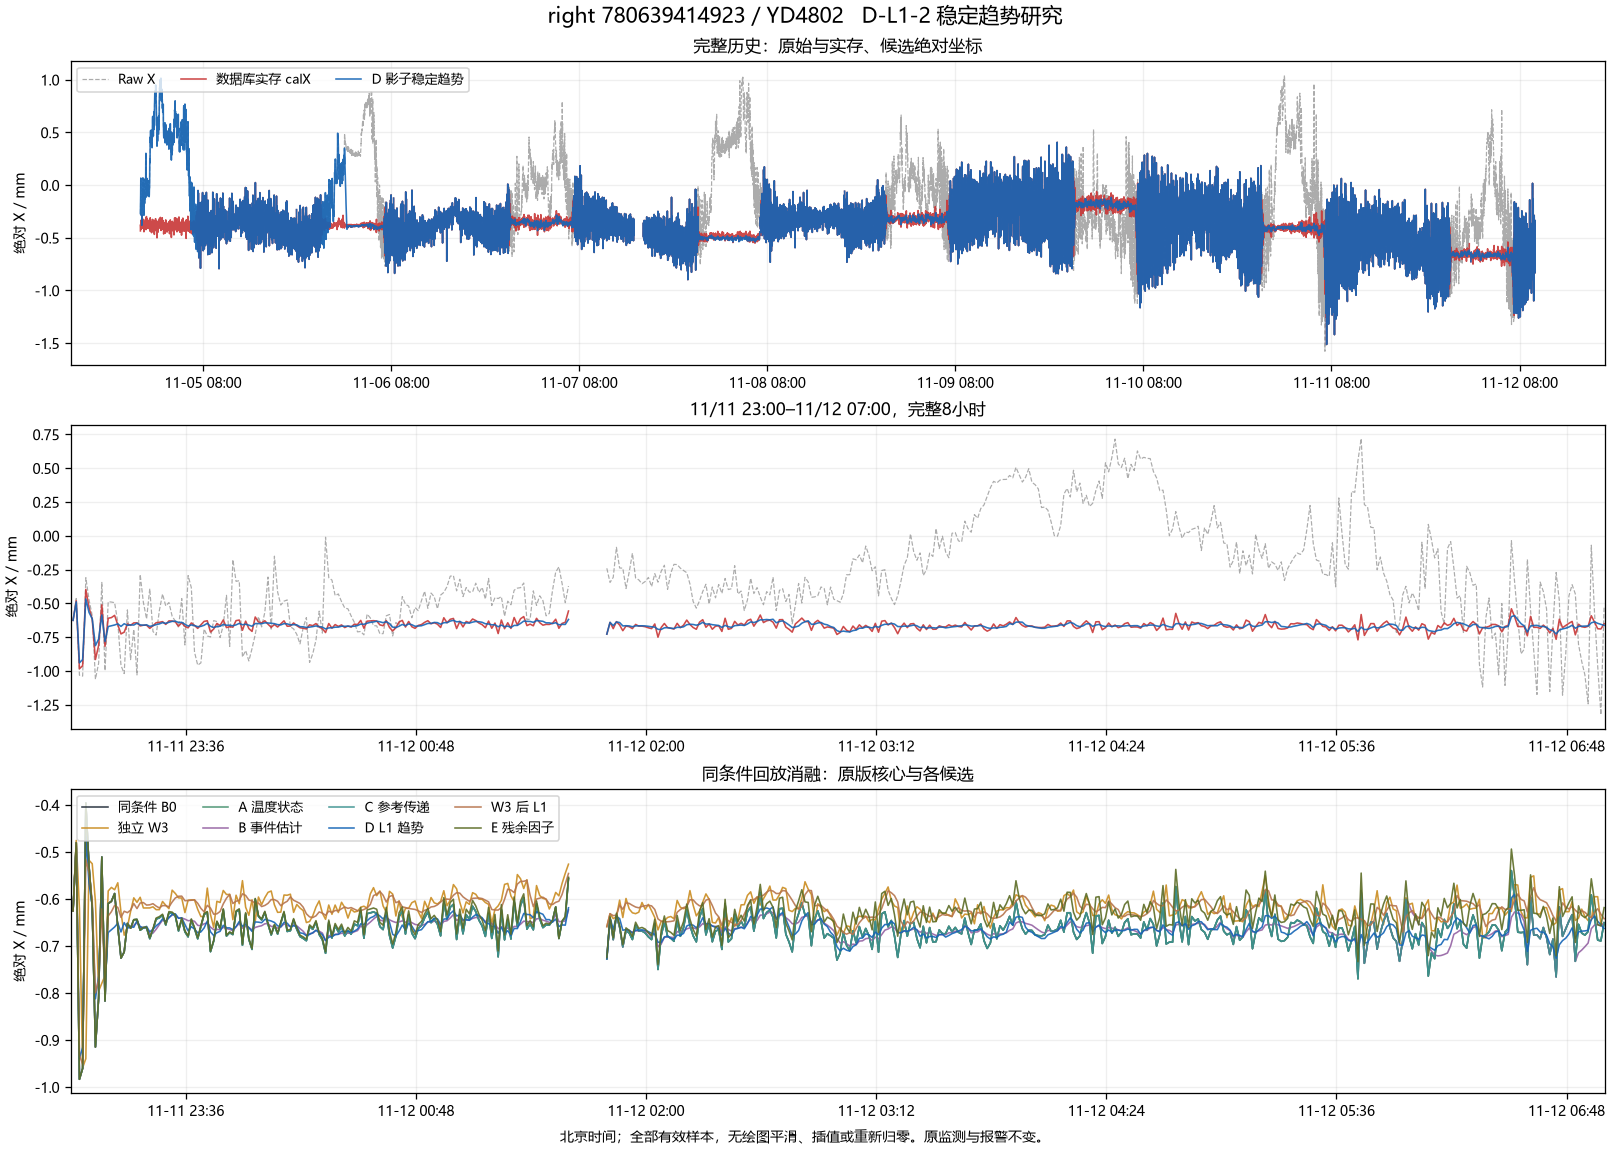 right 780639414923 / YD4802   D-L1-2 稳定趋势研究
完整历史：原始与实存、候选绝对坐标
Raw X   数据库实存 calX   D 影子稳定趋势
绝对 X / mm
1.0
0.5
0.0
-0.5
-1.0
-1.5
11-05 08:00   11-06 08:00   11-07 08:00   11-08 08:00   11-09 08:00   11-10 08:00   11-11 08:00   11-12 08:00
11/11 23:00–11/12 07:00，完整8小时
绝对 X / mm
0.75
0.50
0.25
0.00
-0.25
-0.50
-0.75
-1.00
-1.25
11-11 23:36   11-12 00:48   11-12 02:00   11-12 03:12   11-12 04:24   11-12 05:36   11-12 06:48
同条件回放消融：原版核心与各候选
同条件 B0   A 温度状态   C 参考传递   W3 后 L1
独立 W3   B 事件估计   D L1 趋势   E 残余因子
绝对 X / mm
-0.4
-0.5
-0.6
-0.7
-0.8
-0.9
-1.0
11-11 23:36   11-12 00:48   11-12 02:00   11-12 03:12   11-12 04:24   11-12 05:36   11-12 06:48
北京时间；全部有效样本，无绘图平滑、插值或重新归零。原监测与报警不变。